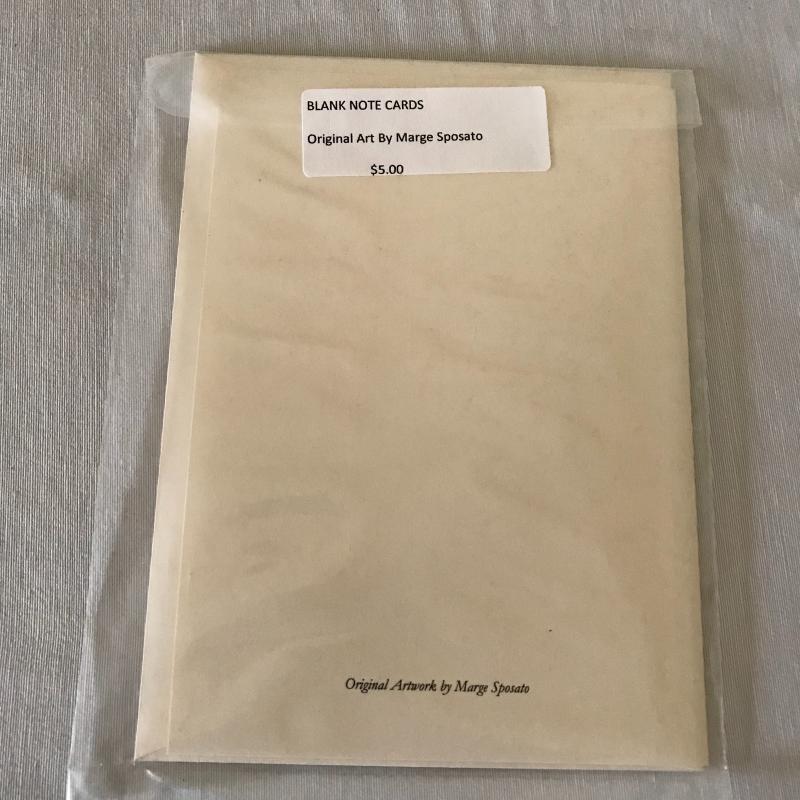 BLANK NOTE CARDS
Original Art By Marge Sposato
$5.00
Original Artwork by Marge Sposato